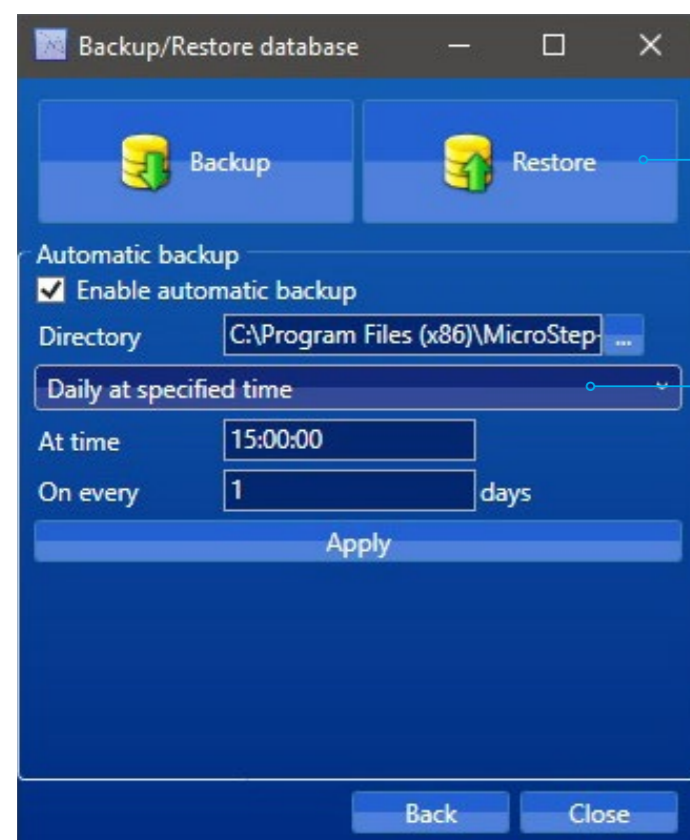 Backup/Restore database
Backup
Restore
Automatic backup
Enable automatic backup
Directory C:\Program Files (x86)\MicroStep- ...
Daily at specified time
At time 15:00:00
On every 1 days
Apply
Back Close